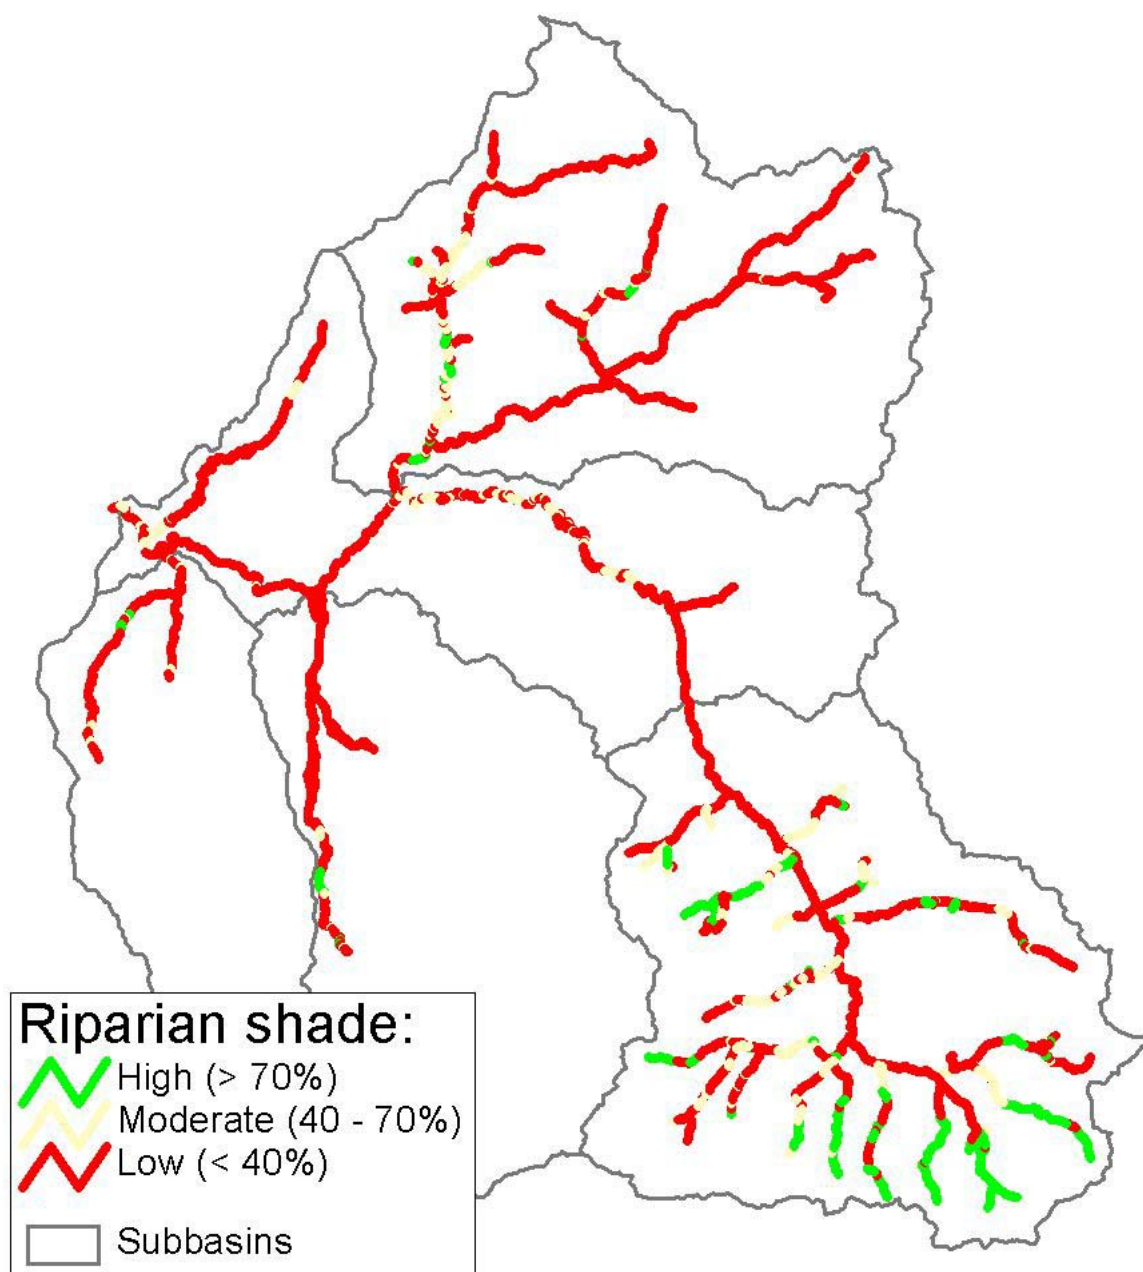 Riparian shade:
High (> 70%)
Moderate (40 - 70%)
Low (< 40%)
Subbasins